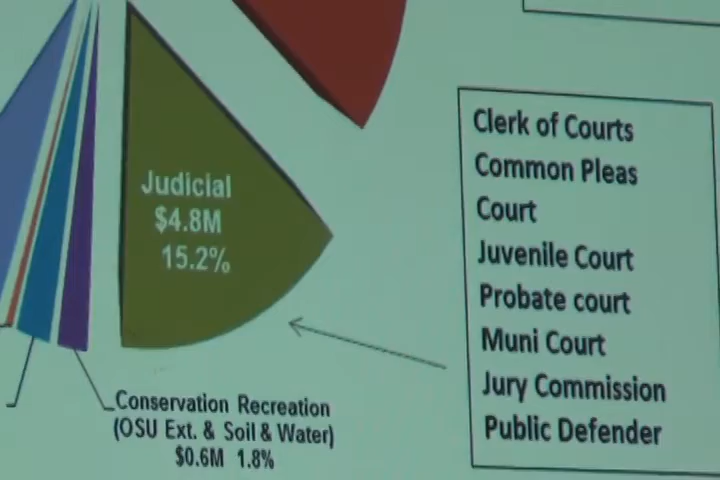 Judicial
$4.8M
15.2%
Conservation Recreation
(OSU Ext. & Soil & Water)
$0.6M 1.8%
Clerk of Courts
Common Pleas
Court
Juvenile Court
Probate court
Muni Court
Jury Commission
Public Defender